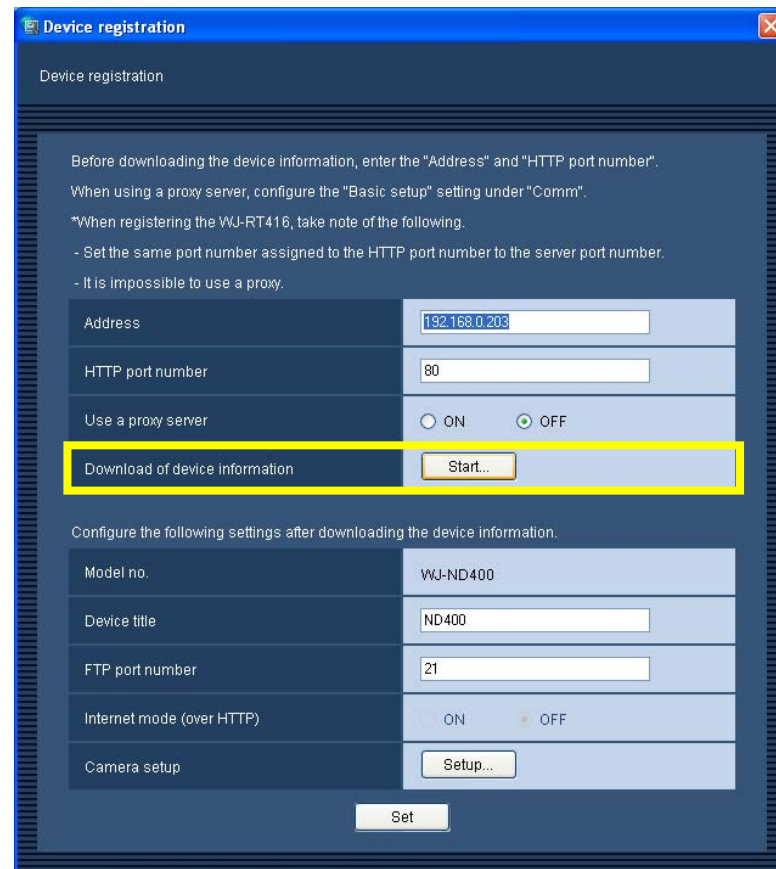 Device registration
Device registration
Before downloading the device information, enter the "Address" and "HTTP port number".
When using a proxy server, configure the "Basic setup" setting under "Comm".
*When registering the WJ-RT416, take note of the following.
- Set the same port number assigned to the HTTP port number to the server port number.
- It is impossible to use a proxy.
Address 192.168.0.203
HTTP port number 80
Use a proxy server ON OFF
Download of device information Start...
Configure the following settings after downloading the device information.
Model no. WJ-ND400
Device title ND400
FTP port number 21
Internet mode (over HTTP) ON OFF
Camera setup Setup...
Set